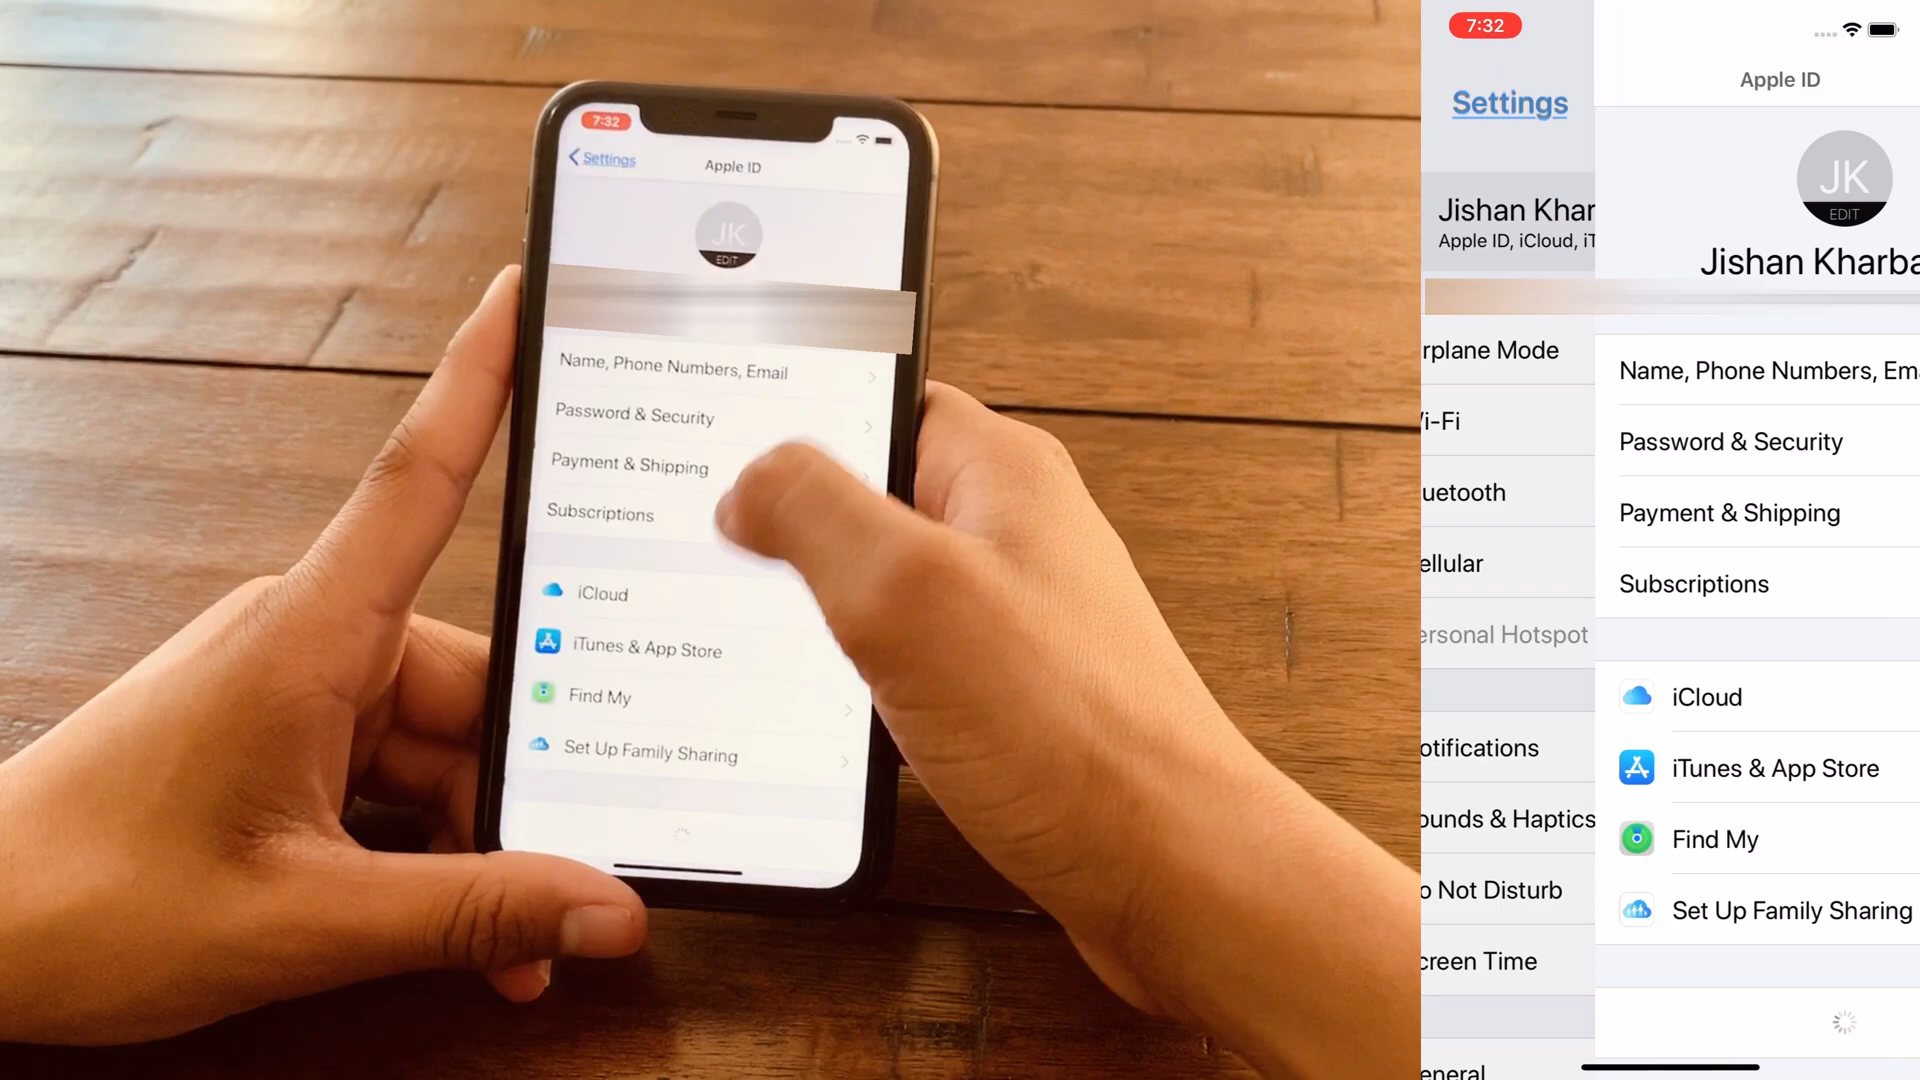 7:32
Settings
Apple ID
JK
EDIT
Name, Phone Numbers, Email
Password & Security
Payment & Shipping
Subscriptions
iCloud
iTunes & App Store
Find My
Set Up Family Sharing
7:32
Settings
Jishan Khar
Apple ID, iCloud, iT
rplane Mode
i-Fi
uetooth
ellular
ersonal Hotspot
otifications
ounds & Haptics
o Not Disturb
creen Time
eneral
Apple ID
JK
EDIT
Jishan Kharba
Name, Phone Numbers, Em
Password & Security
Payment & Shipping
Subscriptions
iCloud
iTunes & App Store
Find My
Set Up Family Sharing